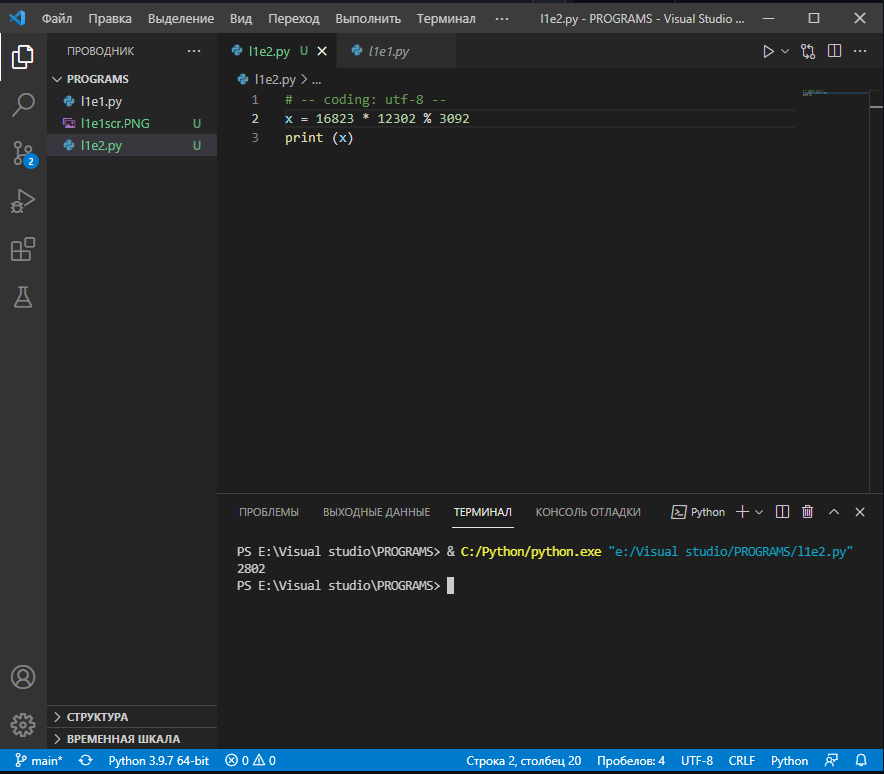 Файл Правка Выделение Вид Переход Выполнить Терминал ··· l1e2.py - PROGRAMS - Visual Studio ...
ПРОВОДНИК ···
PROGRAMS
l1e1.py
l1e1scr.PNG U
l1e2.py U
СТРУКТУРА
ВРЕМЕННАЯ ШКАЛА
l1e2.py U l1e1.py
l1e2.py > ...
1 # -- coding: utf-8 --
2 x = 16823 * 12302 % 3092
3 print (x)
2
ПРОБЛЕМЫ ВЫХОДНЫЕ ДАННЫЕ ТЕРМИНАЛ КОНСОЛЬ ОТЛАДКИ Python
PS E:\Visual studio\PROGRAMS> & C:/Python/python.exe "e:/Visual studio/PROGRAMS/l1e2.py"
2802
PS E:\Visual studio\PROGRAMS>
main* Python 3.9.7 64-bit 0 0 Строка 2, столбец 20 Пробелов: 4 UTF-8 CRLF Python